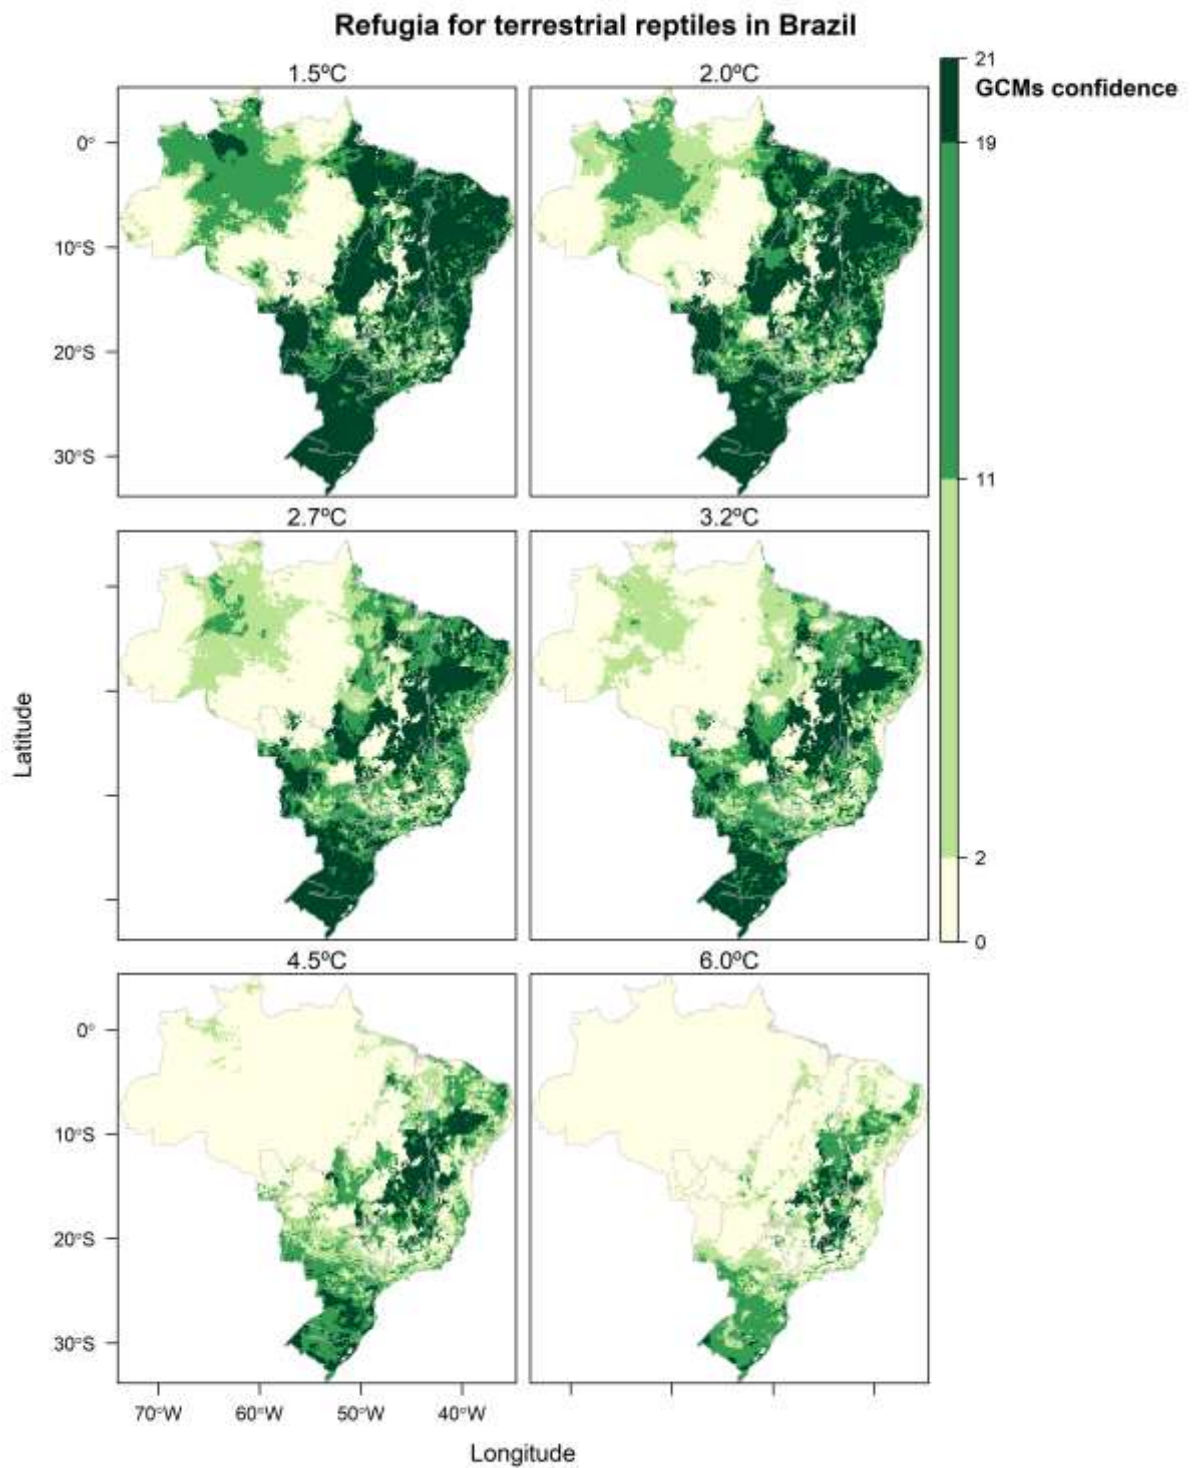 Refugia for terrestrial reptiles in Brazil
1.5ºC
2.0ºC
21
GCMs confidence
19
11
2
0
0°
10°S
20°S
30°S
2.7ºC
3.2ºC
Latitude
4.5ºC
6.0ºC
0°
10°S
20°S
30°S
70°W
60°W
50°W
40°W
Longitude